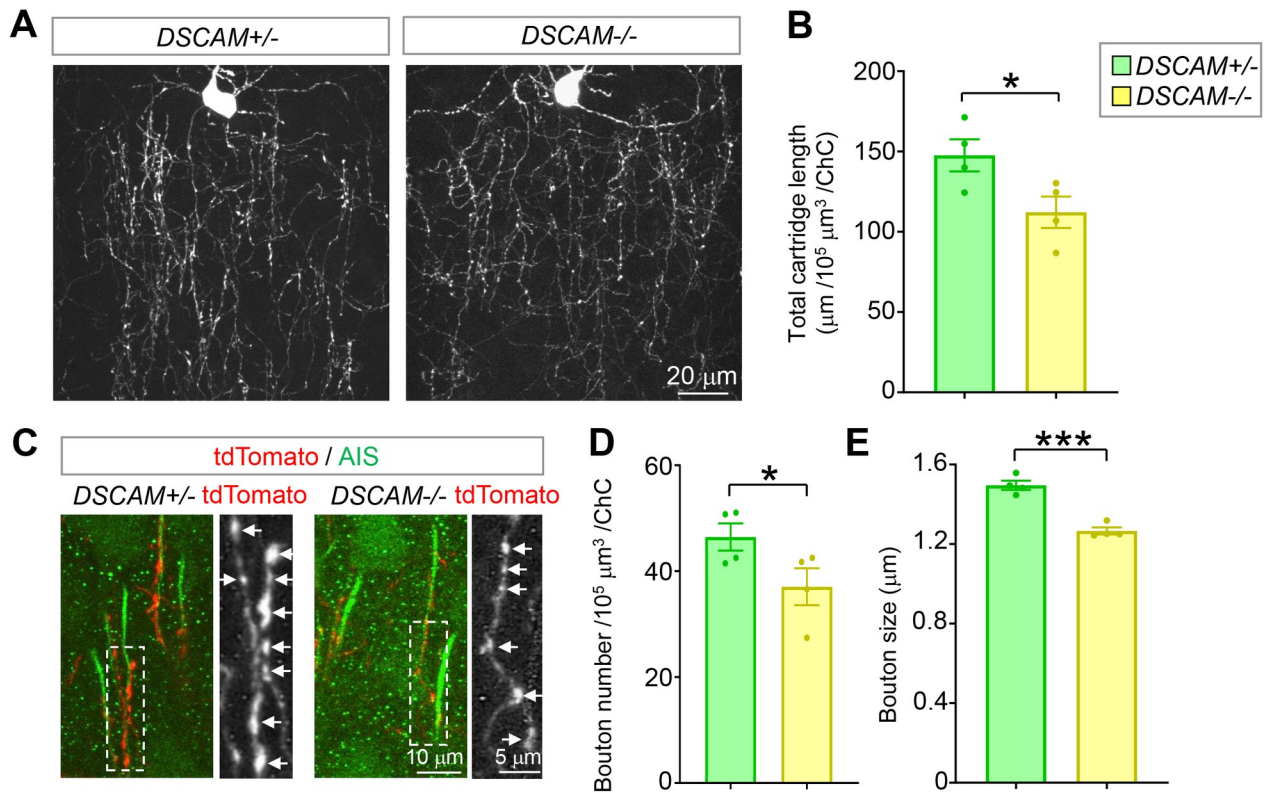 A
DSCAM+/-
DSCAM-/-
20 μm
B
DSCAM+/-
DSCAM-/-
Total cartridge length
(μm /10⁵ μm³ /ChC)
200
150
100
50
0
*
C
tdTomato / AIS
DSCAM+/- tdTomato
DSCAM-/- tdTomato
10 μm
5 μm
D
Bouton number /10⁵ μm³ /ChC
60
40
20
0
*
E
Bouton size (μm)
1.6
1.2
0.8
0.4
0
***